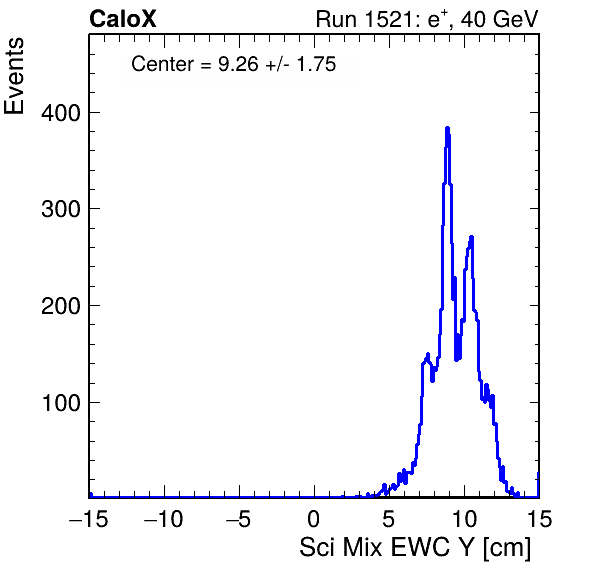 CaloX Run 1521: e⁺, 40 GeV
Center = 9.26 +/- 1.75
Events
400
300
200
100
−15 −10 −5 0 5 10 15
Sci Mix EWC Y [cm]